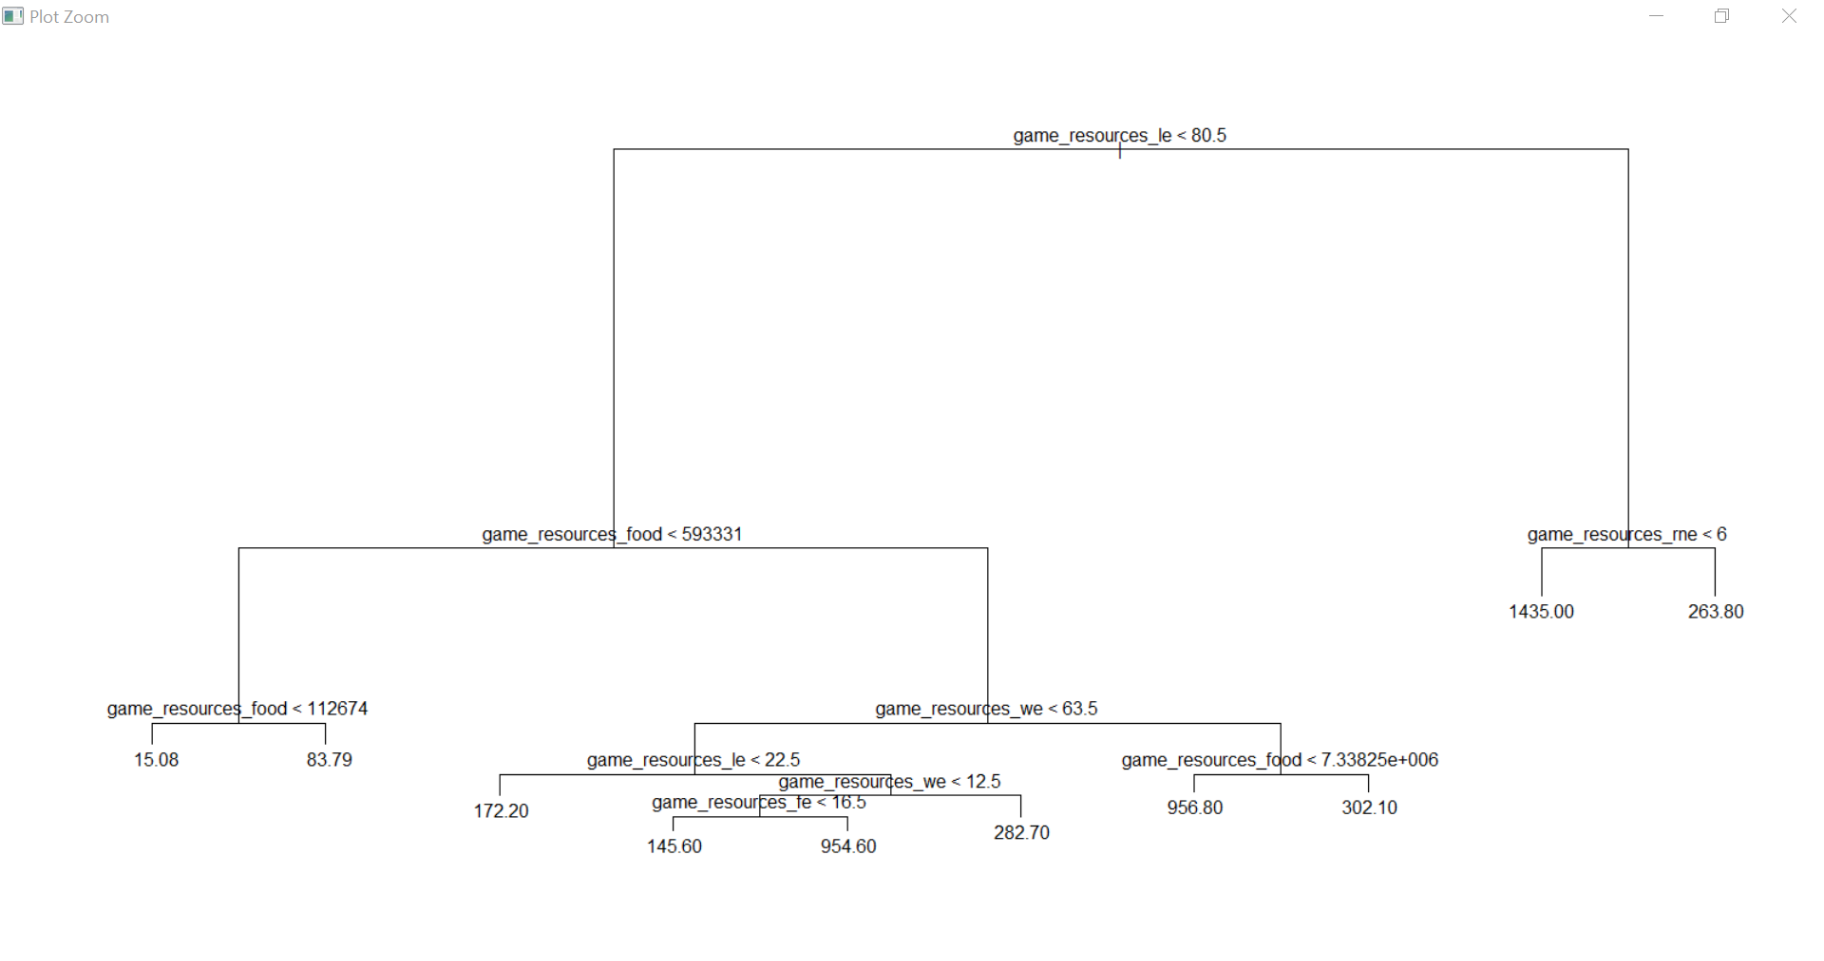 Plot Zoom
game_resources_le < 80.5
game_resources_food < 593331
game_resources_rne < 6
1435.00
263.80
game_resources_food < 112674
game_resources_we < 63.5
15.08
83.79
game_resources_le < 22.5
game_resources_food < 7.33825e+006
game_resources_we < 12.5
game_resources_fe < 16.5
172.20
956.80
302.10
282.70
145.60
954.60